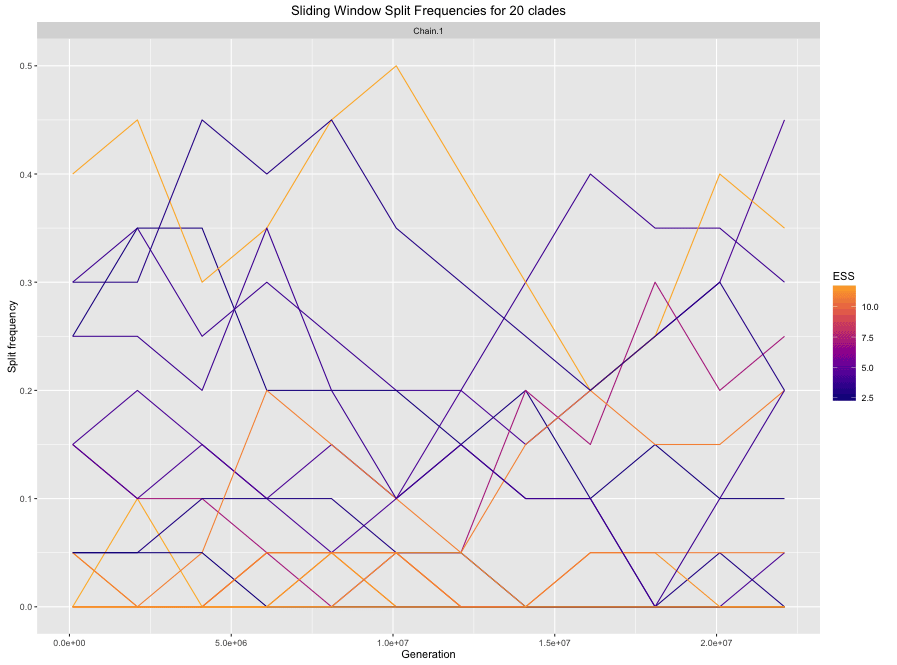 Sliding Window Split Frequencies for 20 clades
Chain.1
0.5
0.4
0.3
0.2
0.1
0.0
Split frequency
0.0e+00 5.0e+06 1.0e+07 1.5e+07 2.0e+07
Generation
ESS
10.0
7.5
5.0
2.5